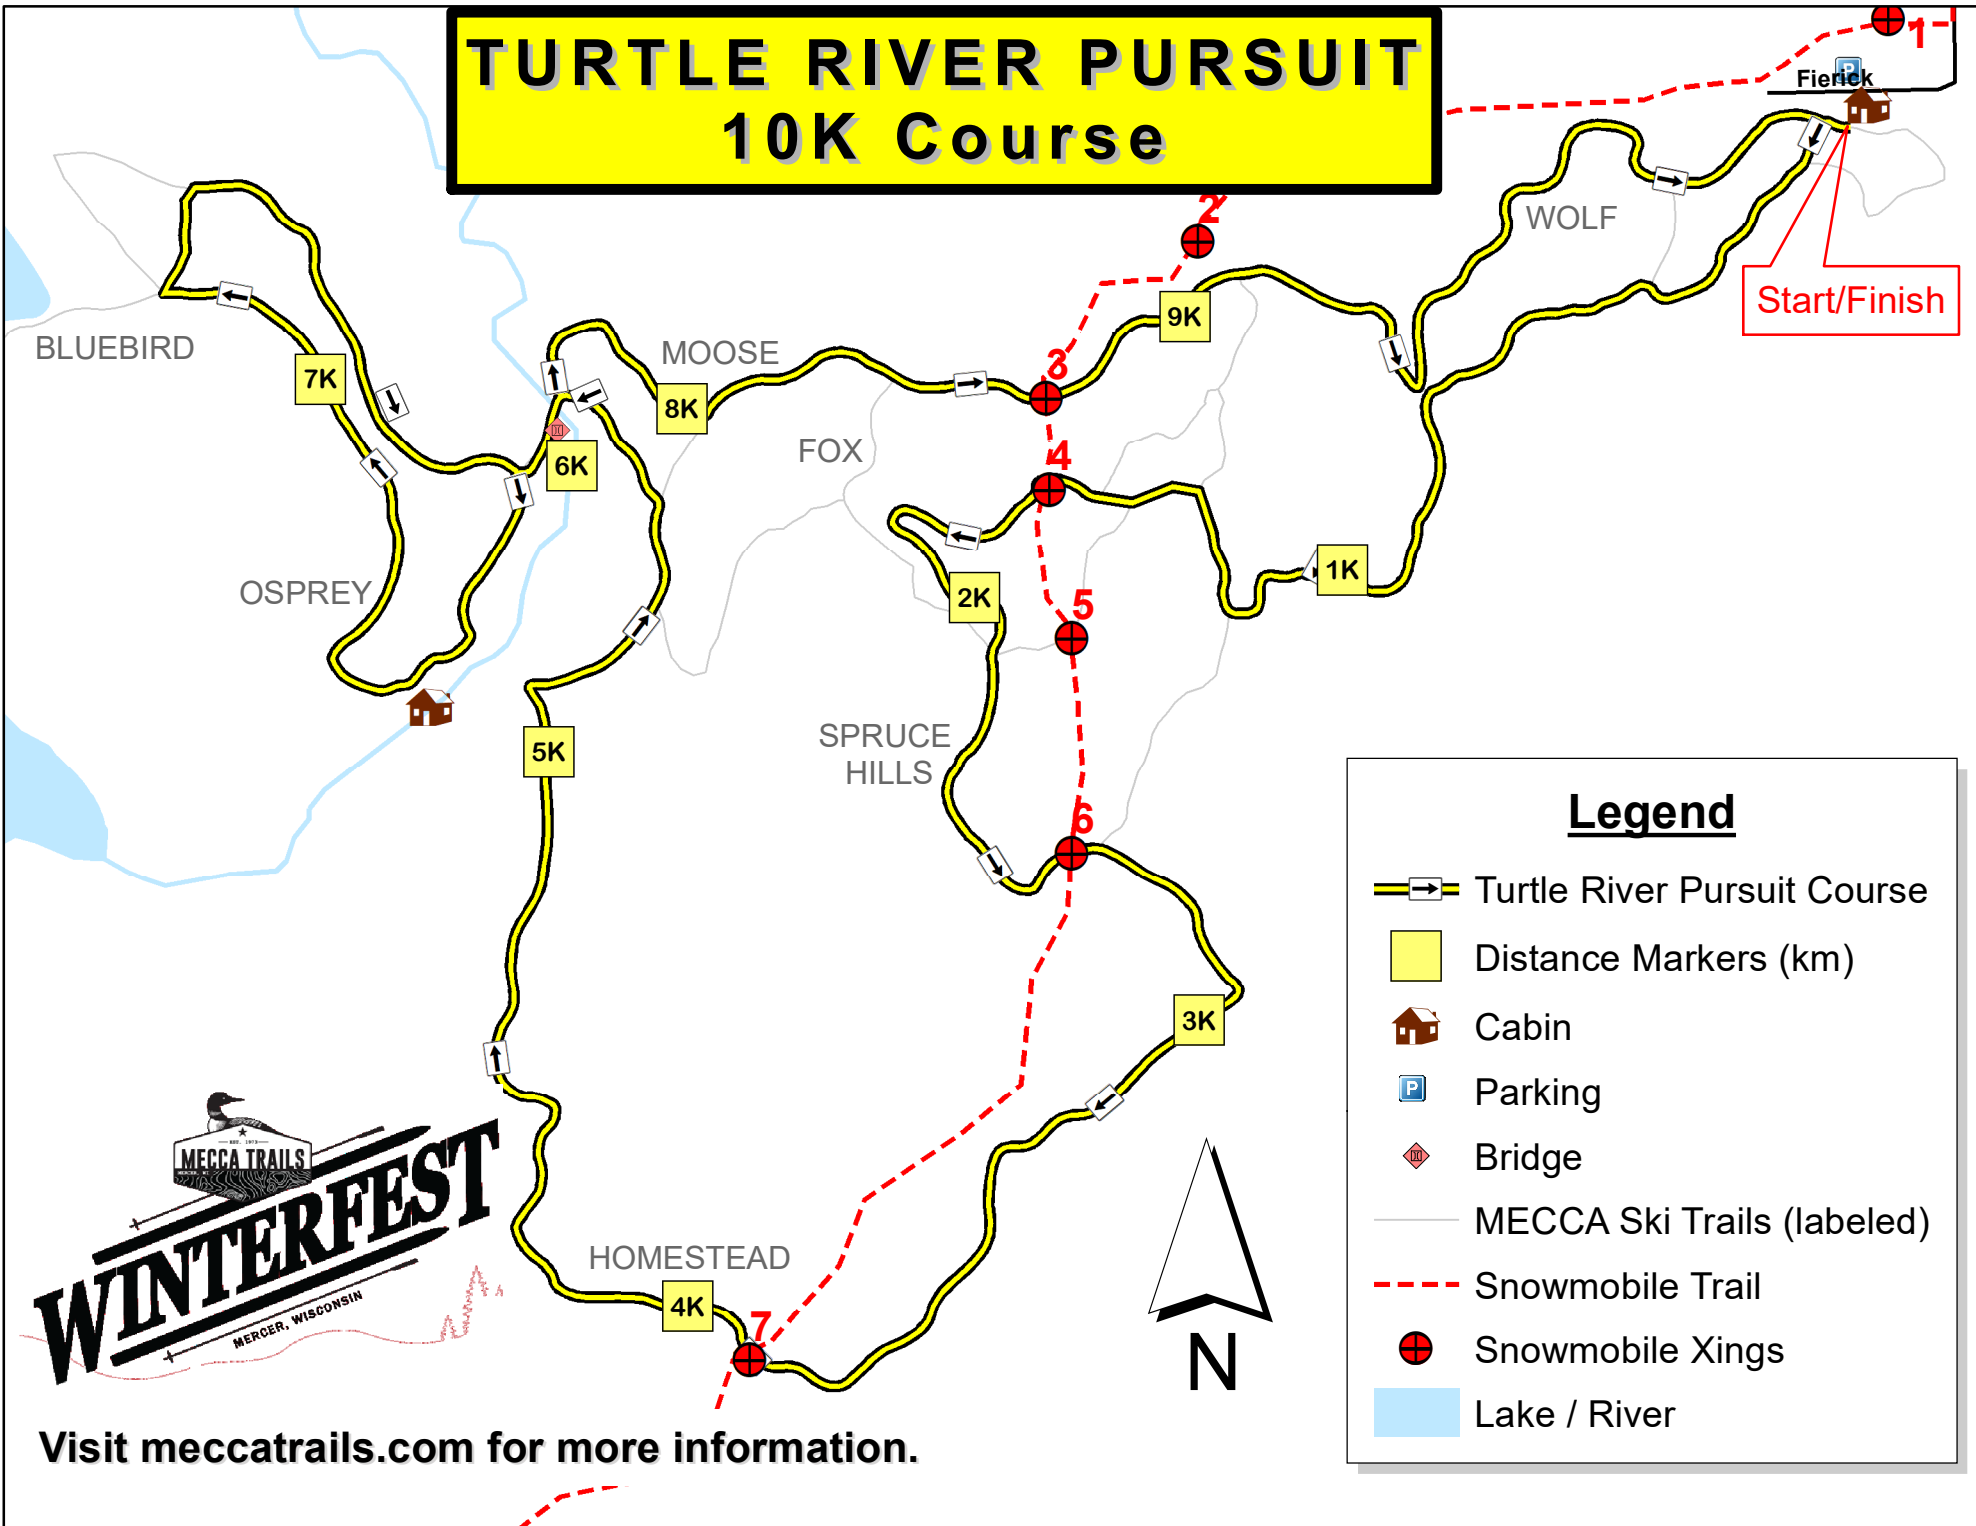 TURTLE RIVER PURSUIT
10K Course
1
P
Fierick
2
WOLF
Start/Finish
9K
BLUEBIRD
MOOSE
3
7K
8K
FOX
4
6K
1K
OSPREY
2K
5
SPRUCE
HILLS
5K
6
3K
HOMESTEAD
4K
7
N
Legend
Turtle River Pursuit Course
Distance Markers (km)
Cabin
P
Parking
Bridge
MECCA Ski Trails (labeled)
Snowmobile Trail
Snowmobile Xings
Lake / River
EST. 1973
MECCA TRAILS
WINTERFEST
MERCER, WISCONSIN
Visit meccatrails.com for more information.